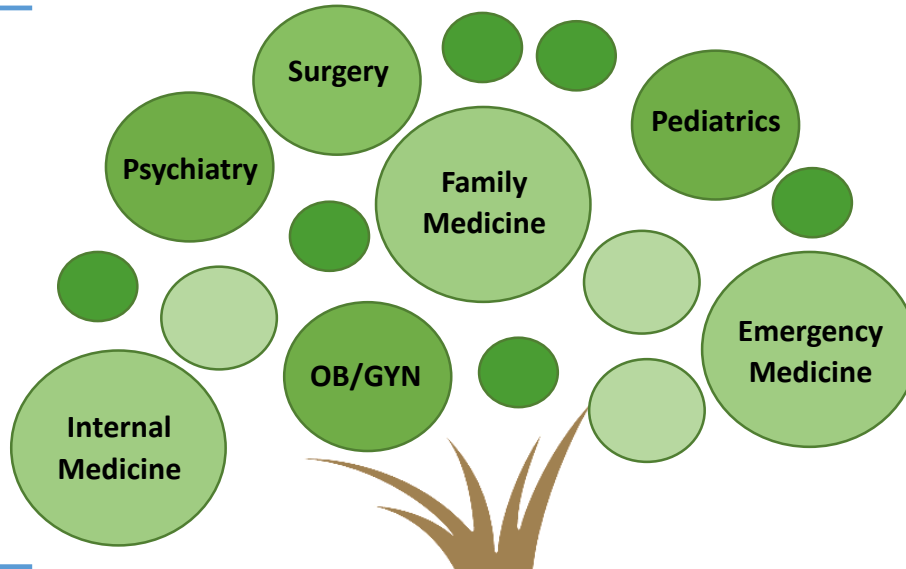 Surgery
Pediatrics
Psychiatry
Family
Medicine
Emergency
Medicine
OB/GYN
Internal
Medicine